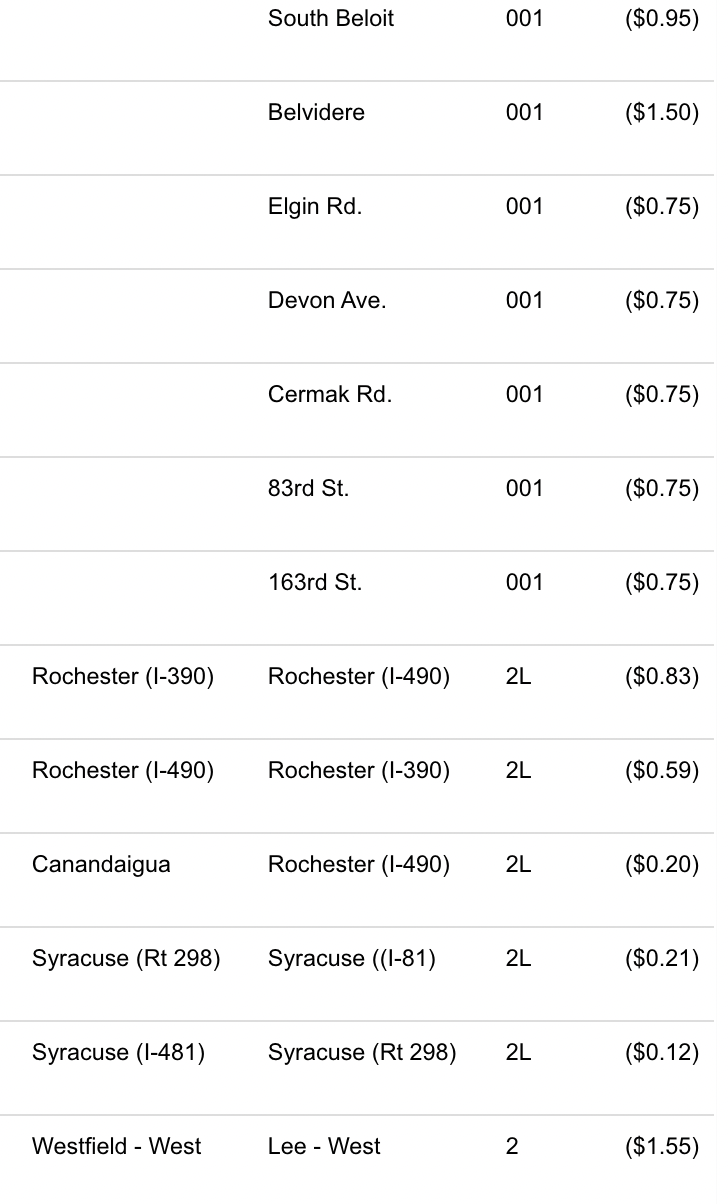 South Beloit 001 ($0.95)
Belvidere 001 ($1.50)
Elgin Rd. 001 ($0.75)
Devon Ave. 001 ($0.75)
Cermak Rd. 001 ($0.75)
83rd St. 001 ($0.75)
163rd St. 001 ($0.75)
Rochester (I-390) Rochester (I-490) 2L ($0.83)
Rochester (I-490) Rochester (I-390) 2L ($0.59)
Canandaigua Rochester (I-490) 2L ($0.20)
Syracuse (Rt 298) Syracuse ((I-81) 2L ($0.21)
Syracuse (I-481) Syracuse (Rt 298) 2L ($0.12)
Westfield - West Lee - West 2 ($1.55)